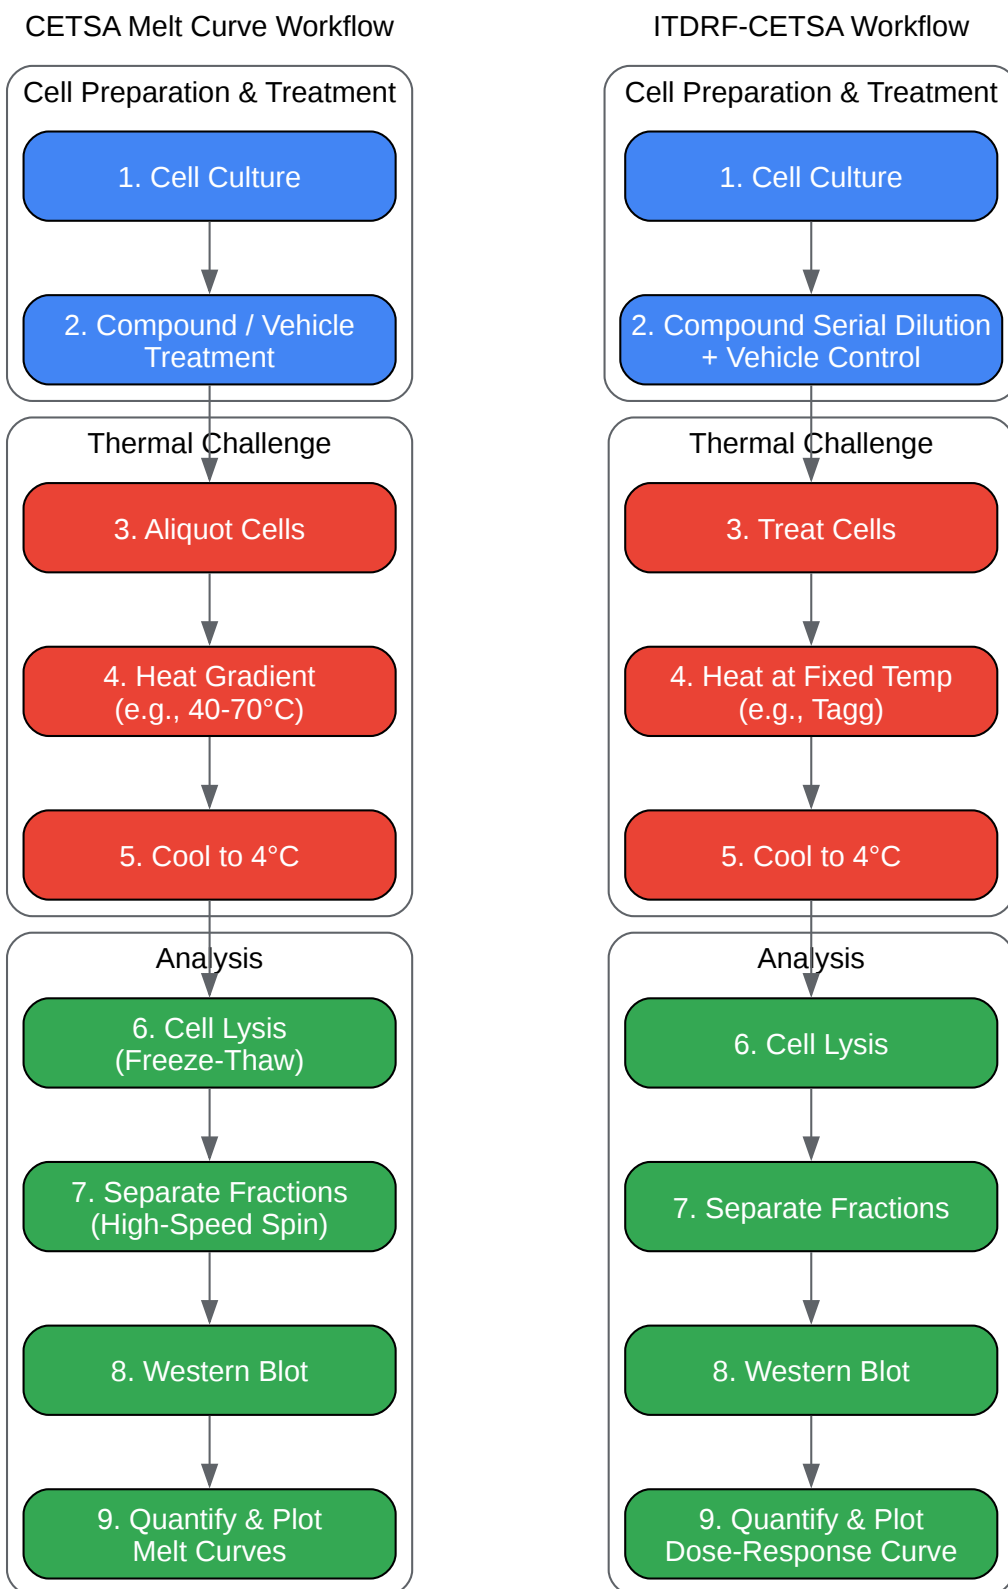 CETSA Melt Curve Workflow
Cell Preparation & Treatment
1. Cell Culture
2. Compound / Vehicle
Treatment
Thermal Challenge
3. Aliquot Cells
4. Heat Gradient
(e.g., 40-70°C)
5. Cool to 4°C
Analysis
6. Cell Lysis
(Freeze-Thaw)
7. Separate Fractions
(High-Speed Spin)
8. Western Blot
9. Quantify & Plot
Melt Curves
ITDRF-CETSA Workflow
Cell Preparation & Treatment
1. Cell Culture
2. Compound Serial Dilution
+ Vehicle Control
Thermal Challenge
3. Treat Cells
4. Heat at Fixed Temp
(e.g., Tagg)
5. Cool to 4°C
Analysis
6. Cell Lysis
7. Separate Fractions
8. Western Blot
9. Quantify & Plot
Dose-Response Curve